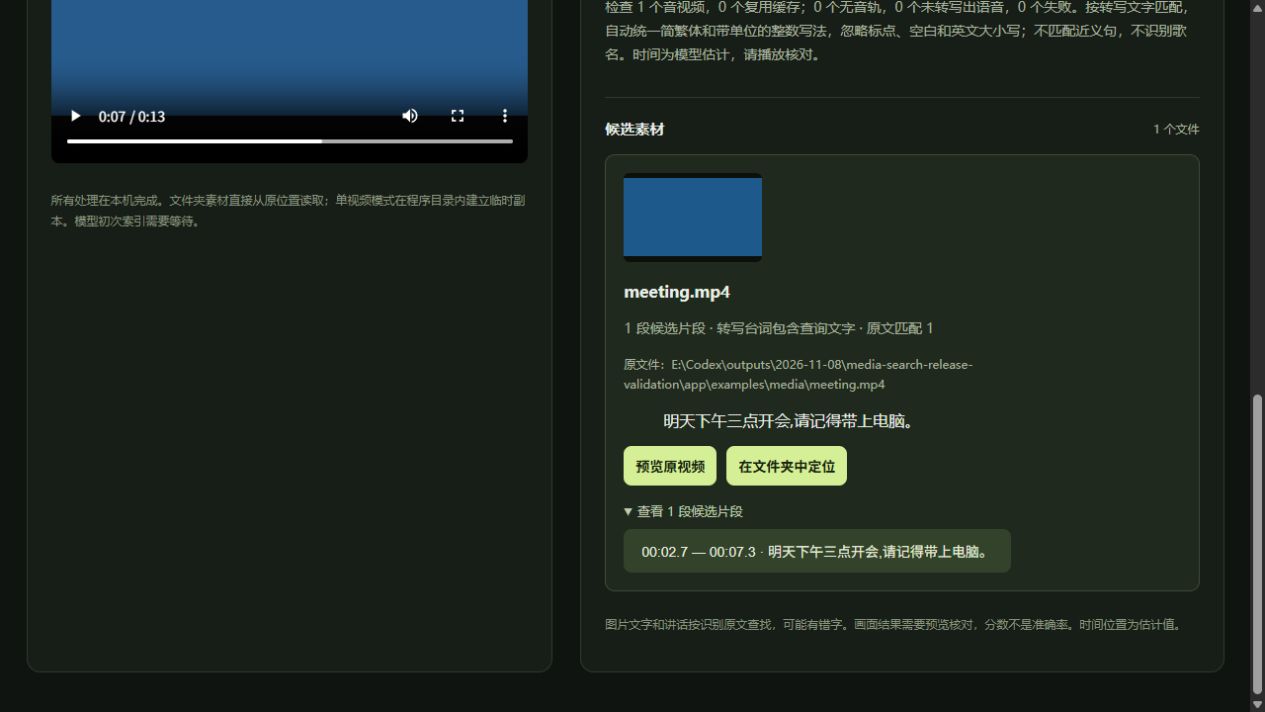 0:07 / 0:13
所有处理在本机完成。文件夹素材直接从原位置读取；单视频模式在程序目录内建立临时副
本。模型初次索引需要等待。
检查 1 个音视频，0 个复用缓存；0 个无音轨，0 个未转写出语音，0 个失败。按转写文字匹配，
自动统一简繁体和带单位的整数写法，忽略标点、空白和英文大小写；不匹配近义句，不识别歌
名。时间为模型估计，请播放核对。
候选素材
1 个文件
meeting.mp4
1 段候选片段 · 转写台词包含查询文字 · 原文匹配 1
原文件：E:\Codex\outputs\2026-11-08\media-search-release-
validation\app\examples\media\meeting.mp4
明天下午三点开会,请记得带上电脑。
预览原视频
在文件夹中定位
▼ 查看 1 段候选片段
00:02.7 — 00:07.3 · 明天下午三点开会,请记得带上电脑。
图片文字和讲话按识别原文查找，可能有错字。画面结果需要预览核对，分数不是准确率。时间位置为估计值。